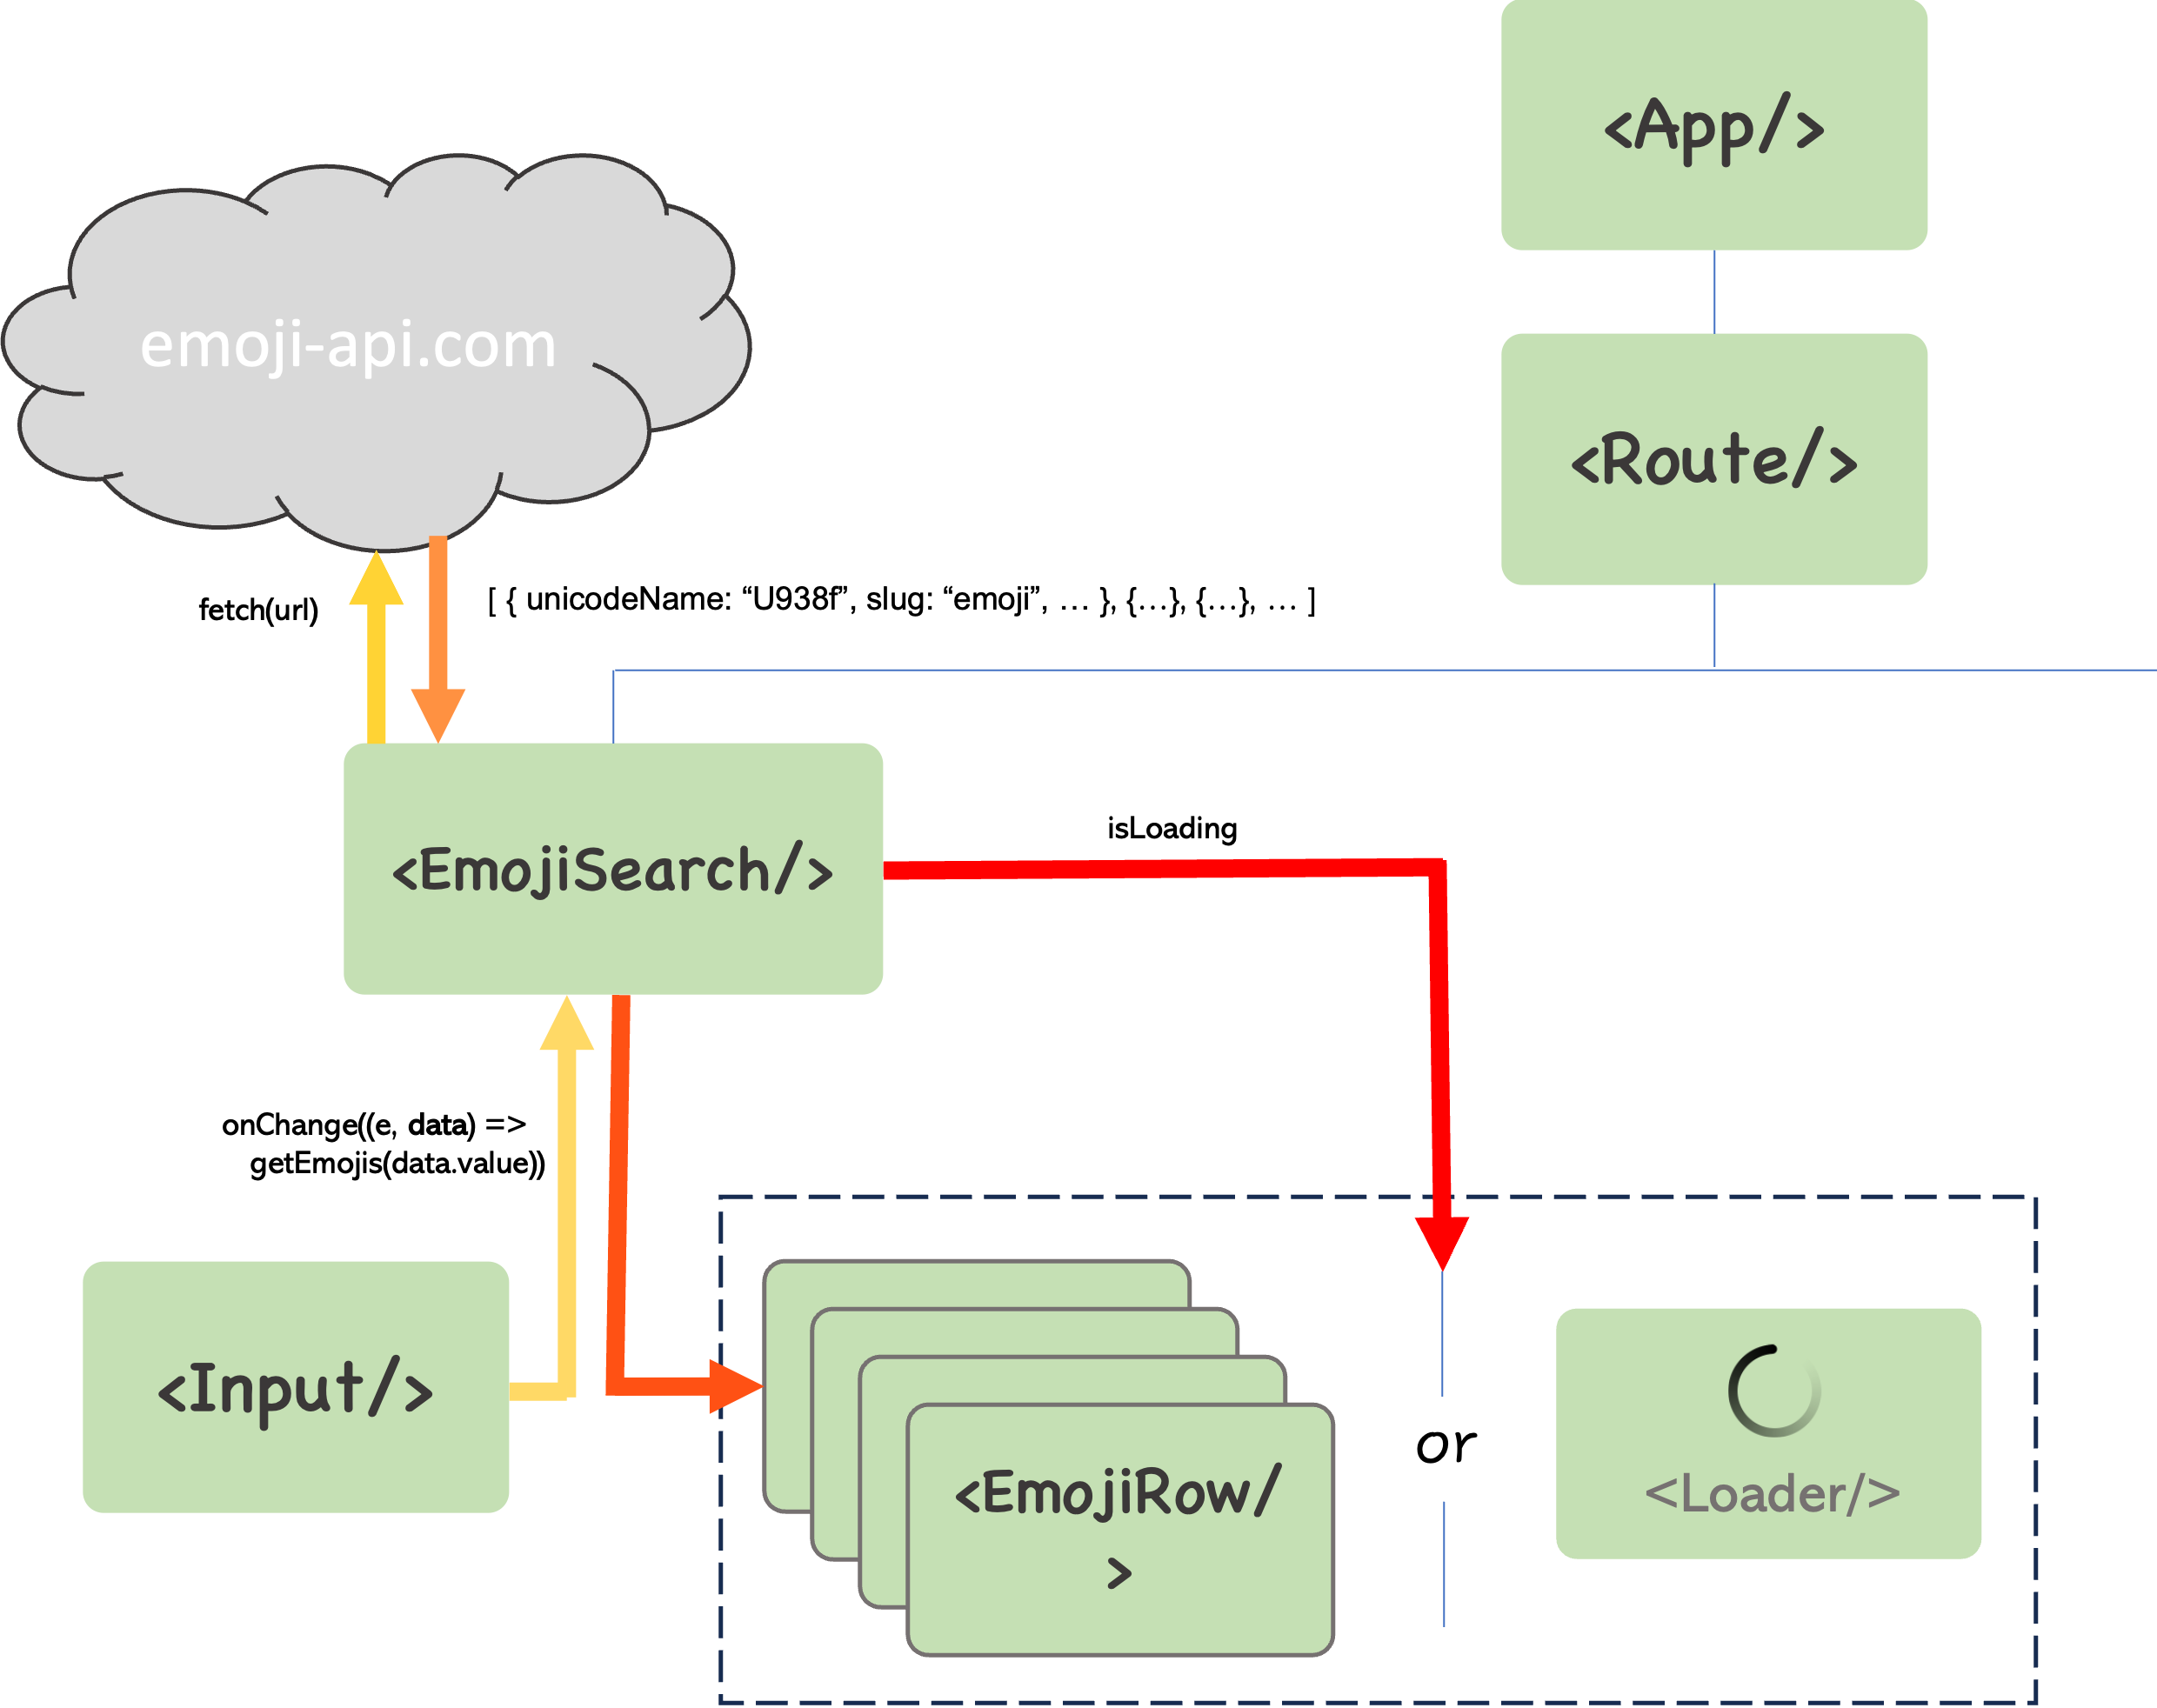 <App/>
emoji-api.com
<Route/>
fetch(url)
[ { unicodeName: “U938f”, slug: “emoji”, … }, {…}, {…}, … ]
isLoading
<EmojiSearch/>
onChange((e, data) =>
getEmojis(data.value))
<Input/>
or
<EmojiRow/
>
<Loader/>